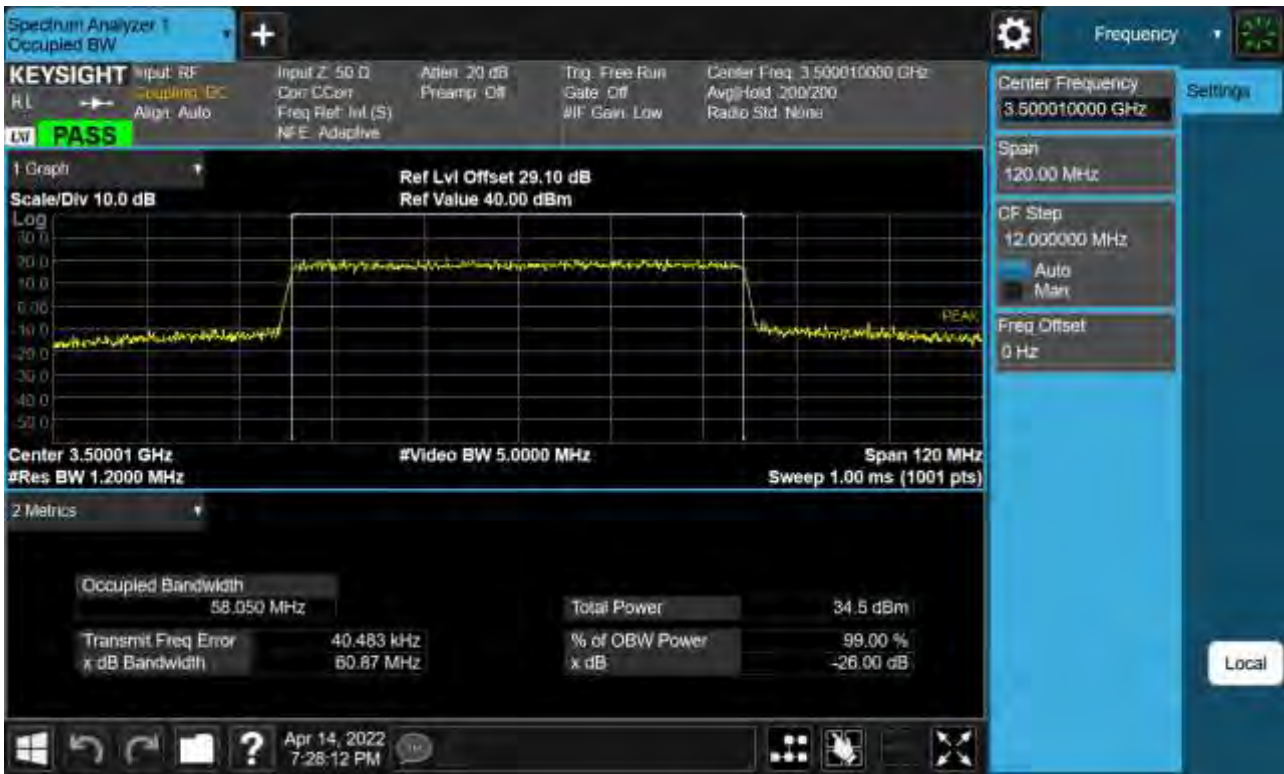 Spectrum Analyzer 1
Occupied BW
+
Frequency
KEYSIGHT
Input: RF
Coupling: DC
Align: Auto
Input Z: 50 Ω
Corr CCorr
Freq Ref: Int (S)
NFE: Adaptive
Atten: 20 dB
Preamp: Off
Trig: Free Run
Gate: Off
#IF Gain: Low
Center Freq: 3.500010000 GHz
Avg|Hold: 200/200
Radio Std: None
PASS
Center Frequency
3.500010000 GHz
Settings
Span
120.00 MHz
CF Step
12.000000 MHz
Auto
Man
Freq Offset
0 Hz
1 Graph
Scale/Div 10.0 dB
Ref Lvl Offset 29.10 dB
Ref Value 40.00 dBm
Log
30.0
20.0
10.0
0.00
-10.0
-20.0
-30.0
-40.0
-50.0
PEAK
Center 3.50001 GHz
#Video BW 5.0000 MHz
Span 120 MHz
#Res BW 1.2000 MHz
Sweep 1.00 ms (1001 pts)
2 Metrics
Occupied Bandwidth
58.050 MHz
Total Power 34.5 dBm
Transmit Freq Error 40.483 kHz
% of OBW Power 99.00 %
x dB Bandwidth 60.87 MHz
x dB -26.00 dB
Local
?
Apr 14, 2022
7:28:12 PM